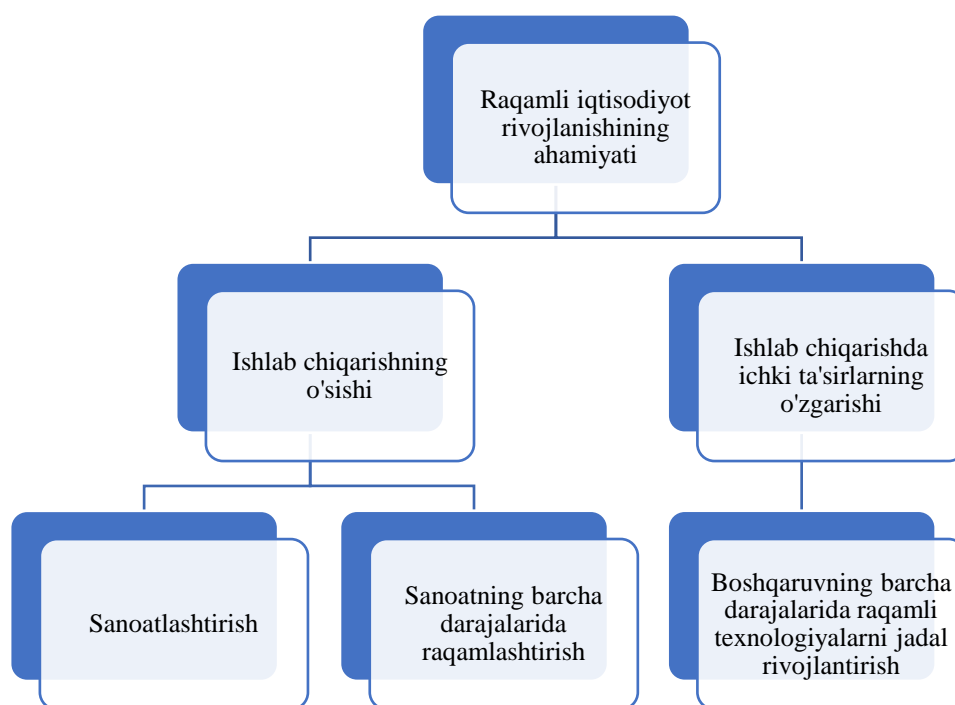 Raqamli iqtisodiyot
rivojlanishining
ahamiyati
Ishlab chiqarishning
o'sishi
Ishlab chiqarishda
ichki ta'sirlarning
o'zgarishi
Sanoatlashtirish
Sanoatning barcha
darajalarida
raqamlashtirish
Boshqaruvning barcha
darajalarida raqamli
texnologiyalarni jadal
rivojlantirish